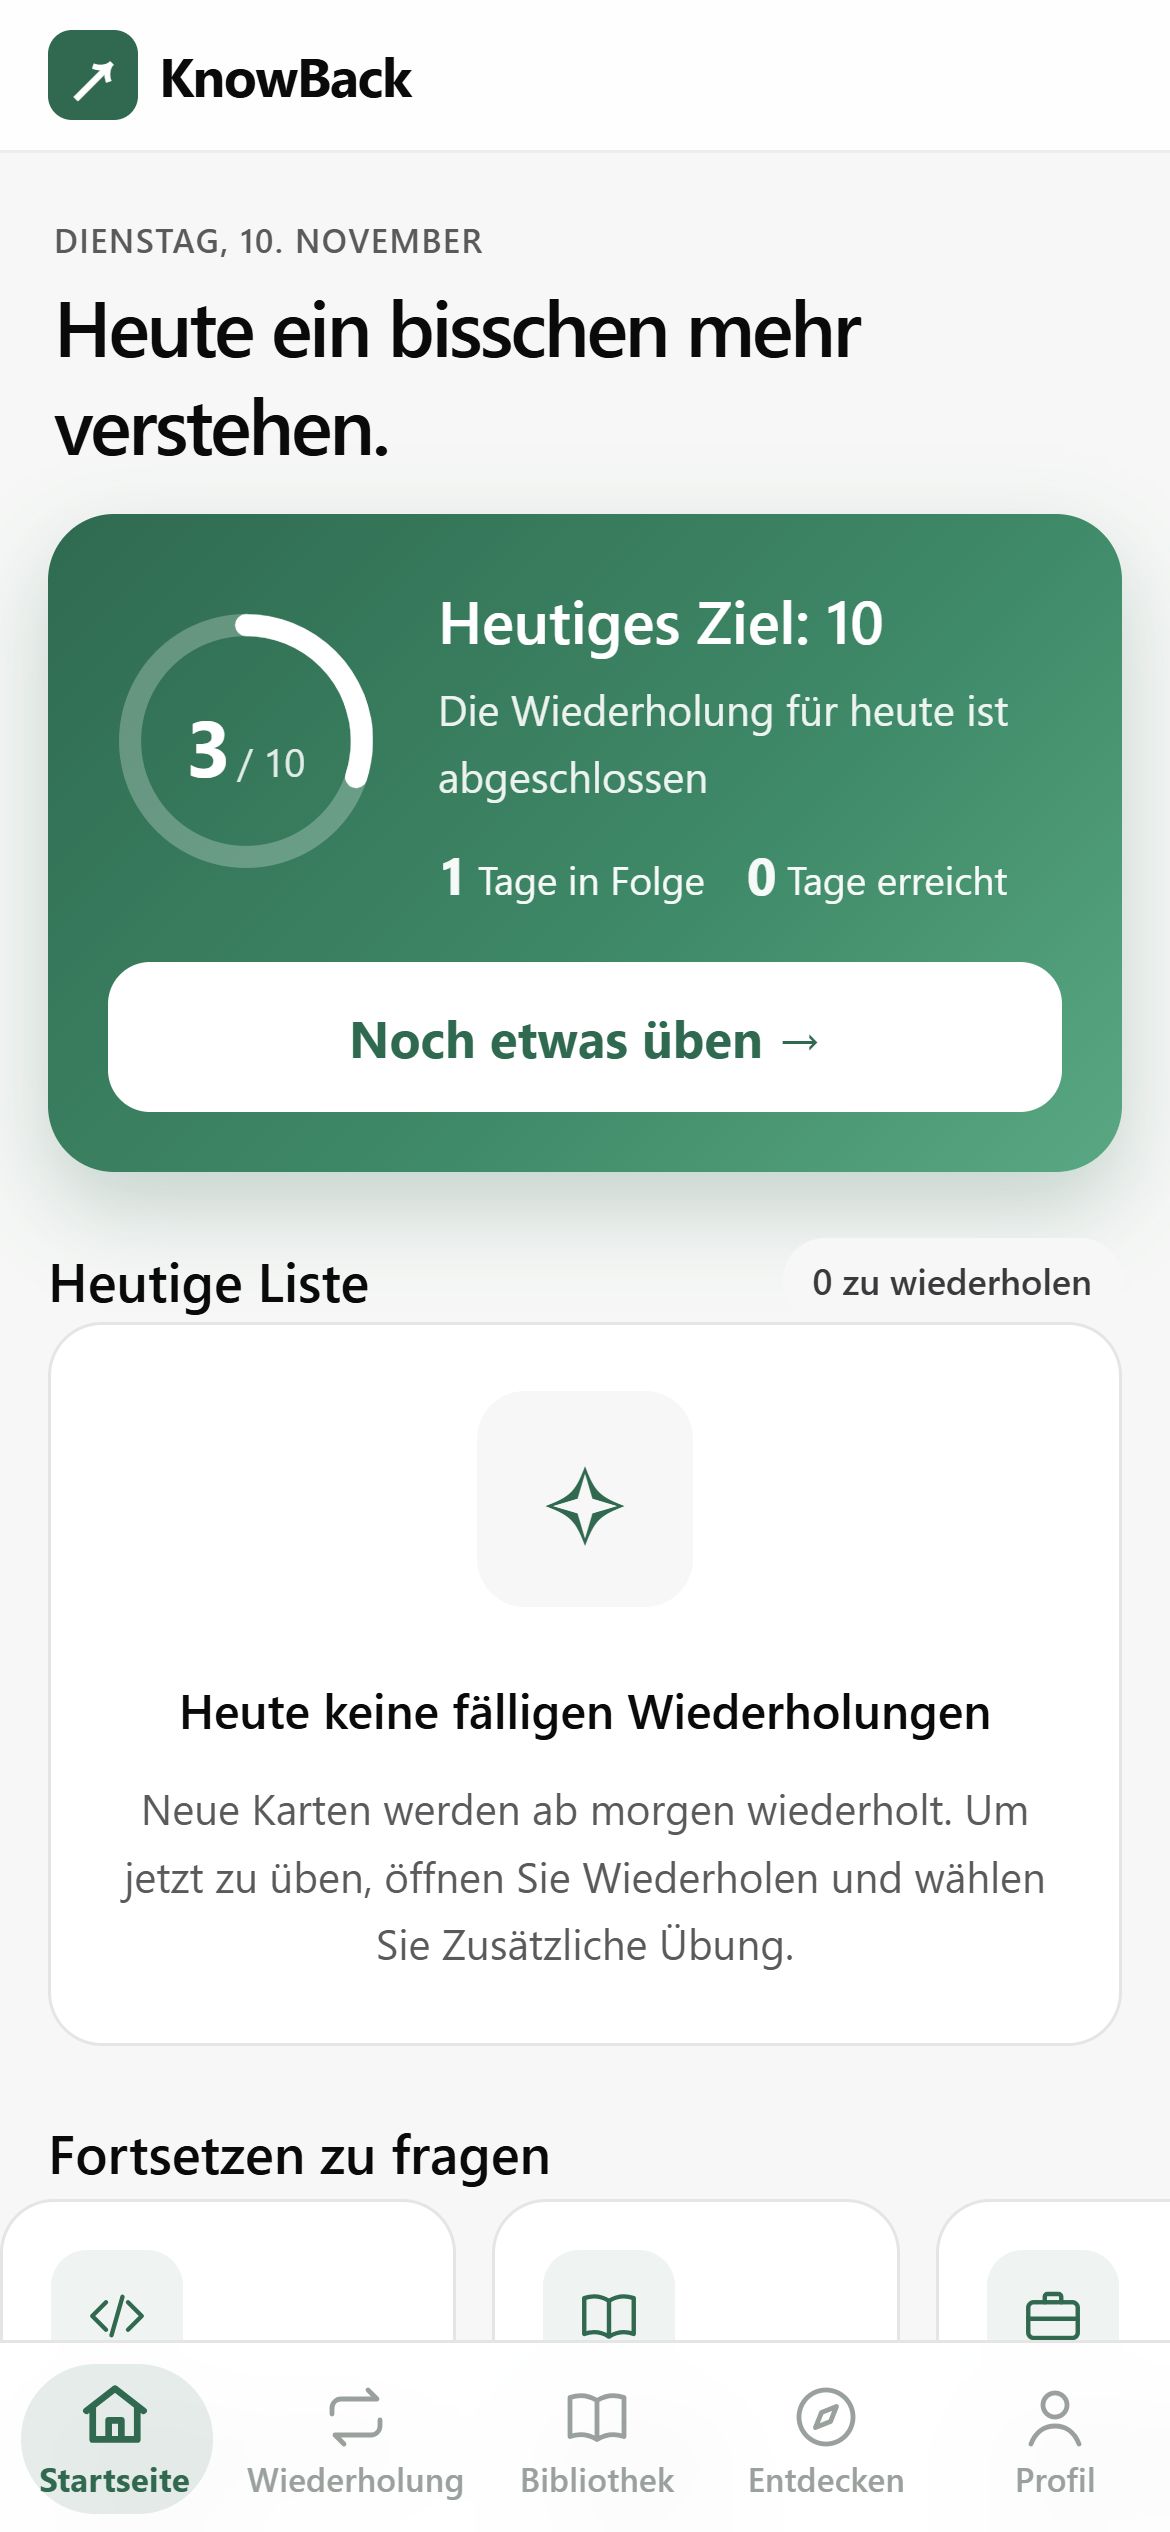 KnowBack
DIENSTAG, 10. NOVEMBER
Heute ein bisschen mehr
verstehen.
3 / 10
Heutiges Ziel: 10
Die Wiederholung für heute ist
abgeschlossen
1 Tage in Folge 0 Tage erreicht
Noch etwas üben →
Heutige Liste
0 zu wiederholen
Heute keine fälligen Wiederholungen
Neue Karten werden ab morgen wiederholt. Um
jetzt zu üben, öffnen Sie Wiederholen und wählen
Sie Zusätzliche Übung.
Fortsetzen zu fragen
Startseite
Wiederholung
Bibliothek
Entdecken
Profil